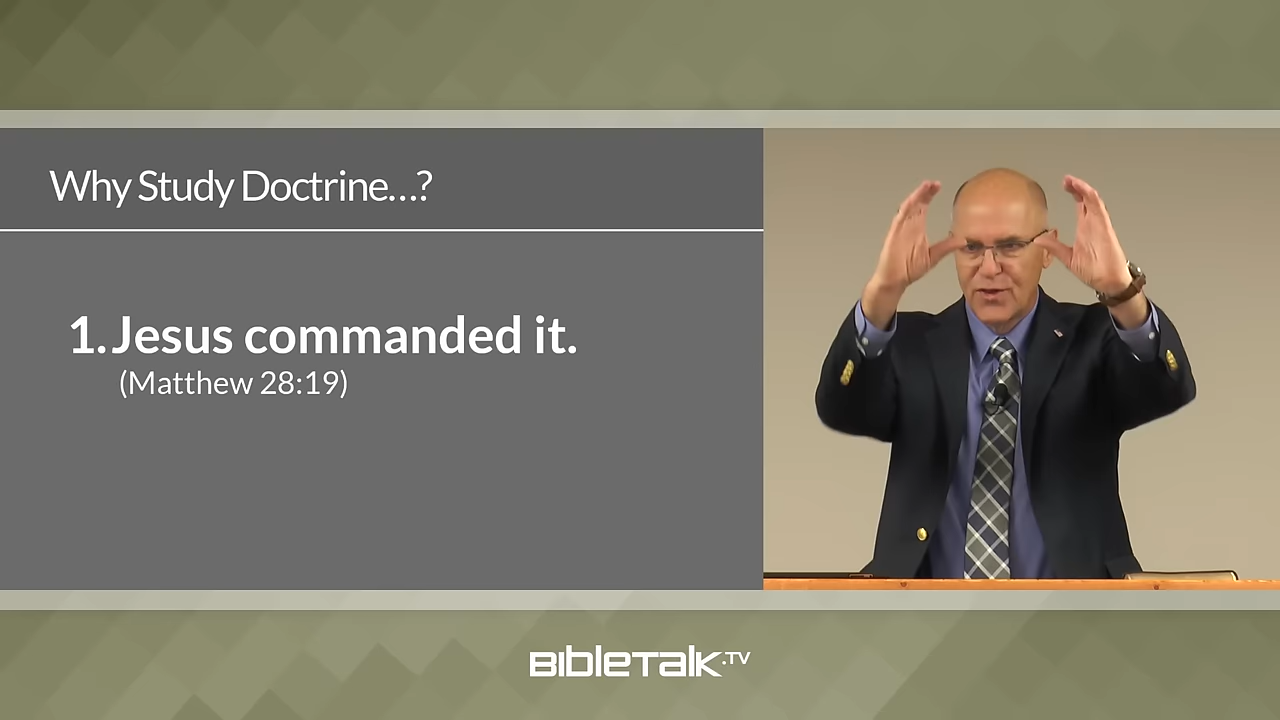 Why Study Doctrine...?
1. Jesus commanded it.
(Matthew 28:19)
BibleTalk.TV